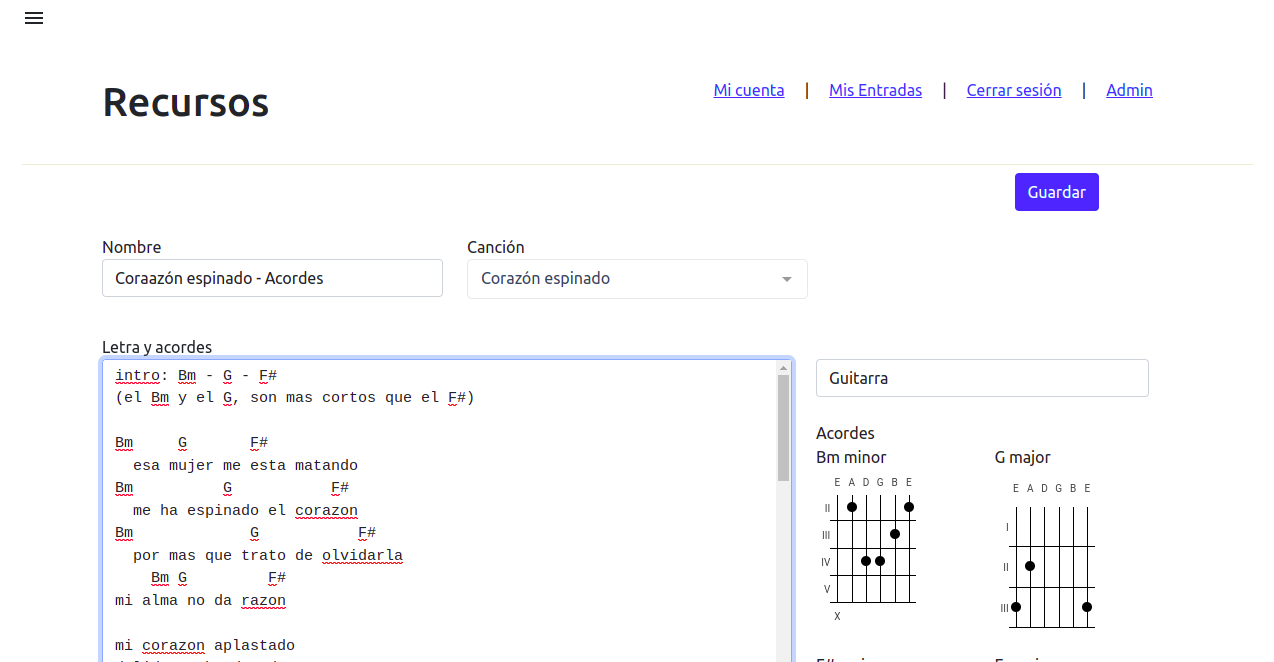 Recursos
Mi cuenta | Mis Entradas | Cerrar sesión | Admin
Guardar
Nombre
Coraazón espinado - Acordes
Canción
Corazón espinado
Letra y acordes
intro: Bm - G - F#
(el Bm y el G, son mas cortos que el F#)
Bm     G       F#
  esa mujer me esta matando
Bm          G           F#
  me ha espinado el corazon
Bm             G           F#
  por mas que trato de olvidarla
    Bm G         F#
mi alma no da razon
mi corazon aplastado
Guitarra
Acordes
Bm minor
E A D G B E
II
III
IV
V
X
G major
E A D G B E
I
II
III